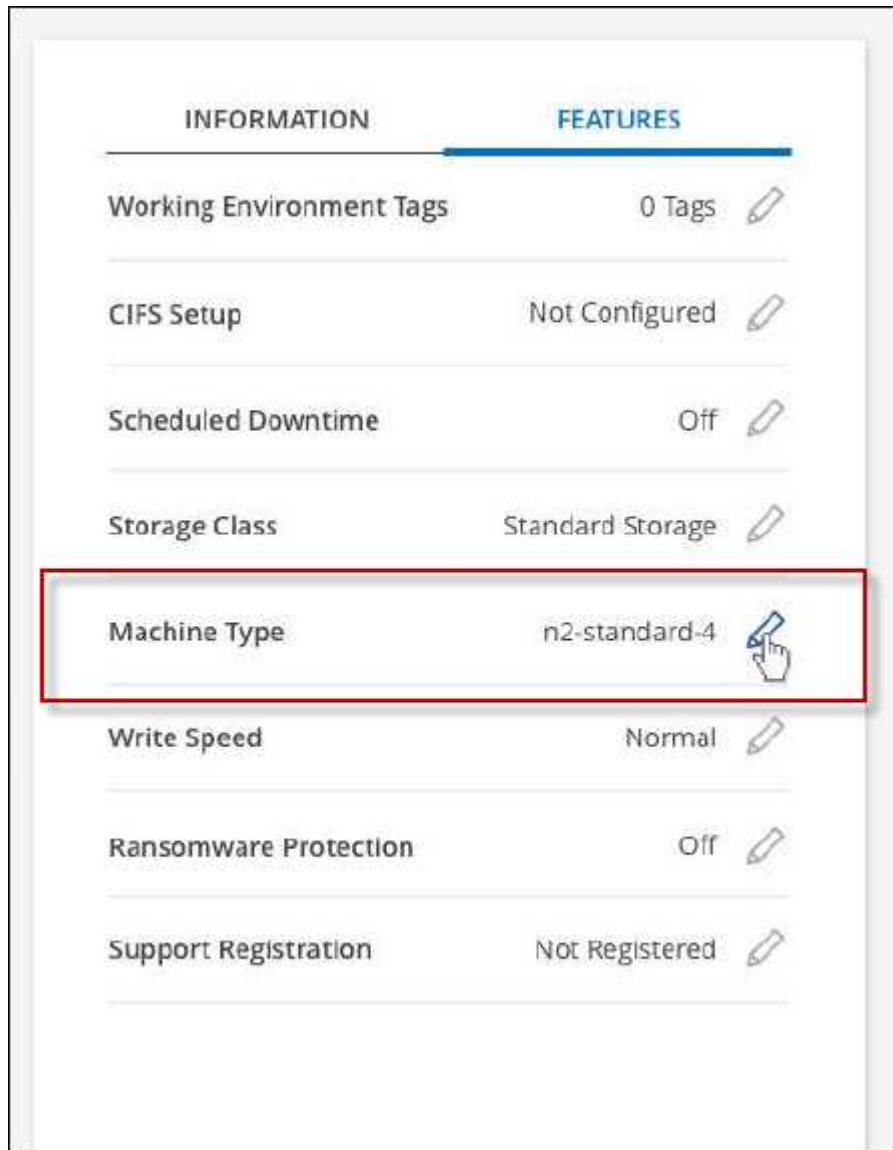 INFORMATION FEATURES
Working Environment Tags 0 Tags
CIFS Setup Not Configured
Scheduled Downtime Off
Storage Class Standard Storage
Machine Type n2-standard-4
Write Speed Normal
Ransomware Protection Off
Support Registration Not Registered